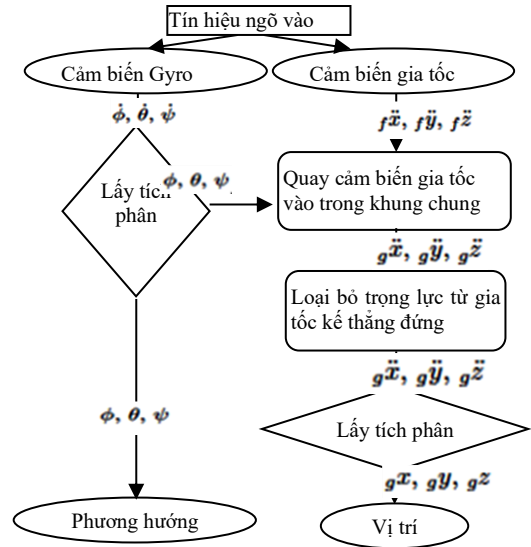 Tín hiệu ngõ vào
Cảm biến Gyro
Cảm biến gia tốc
ϕ̇, θ̇, ψ̇
fẍ, fÿ, fz̈
Lấy tích
phân
ϕ, θ, ψ
Quay cảm biến gia tốc
vào trong khung chung
gẍ, gÿ, gz̈
Loại bỏ trọng lực từ gia
tốc kế thẳng đứng
gẍ, gÿ, gz̈
ϕ, θ, ψ
Lấy tích phân
gx, gy, gz
Phương hướng
Vị trí